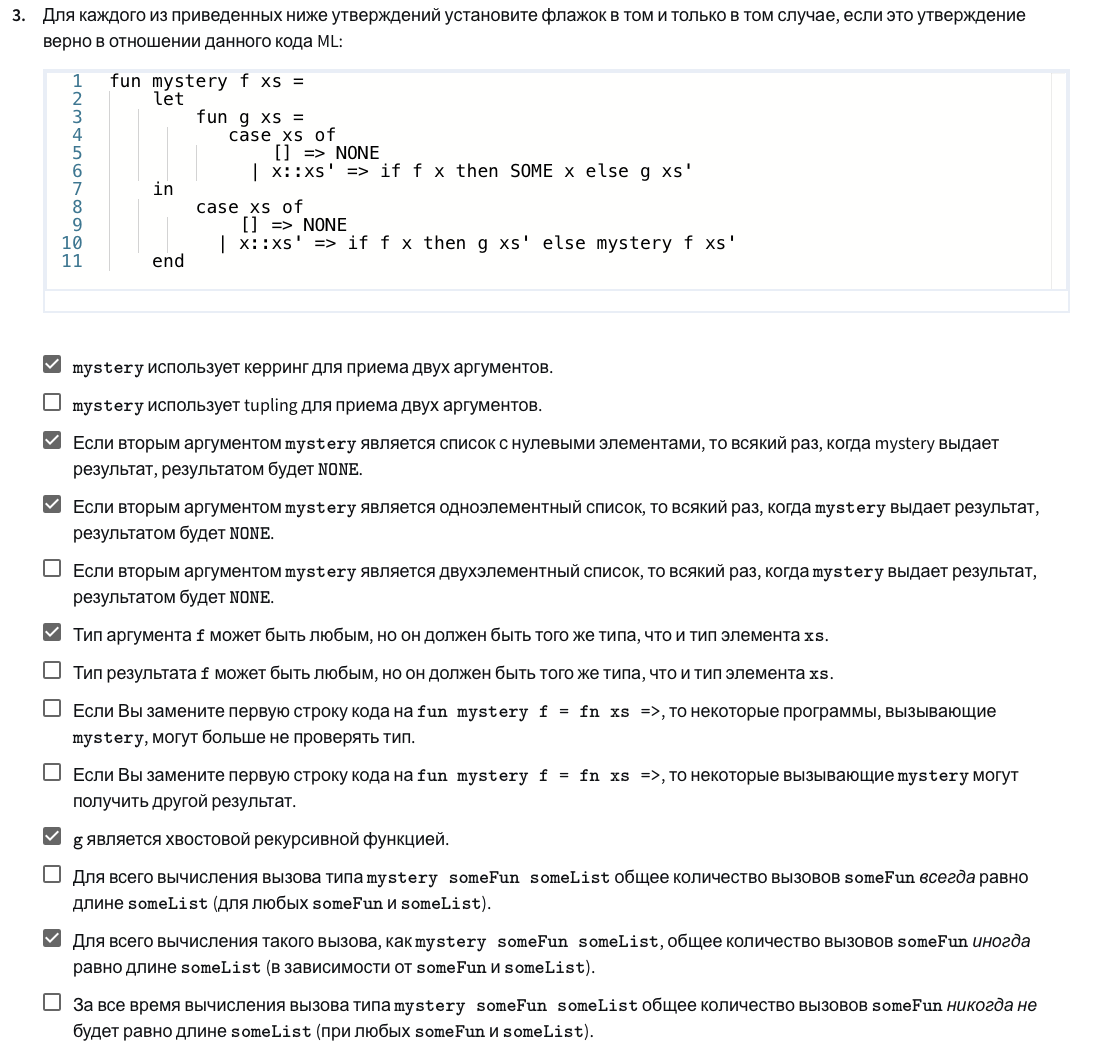 3. Для каждого из приведенных ниже утверждений установите флажок в том и только в том случае, если это утверждение
верно в отношении данного кода ML:
1 fun mystery f xs =
2 let
3 fun g xs =
4 case xs of
5 [] => NONE
6 | x::xs' => if f x then SOME x else g xs'
7 in
8 case xs of
9 [] => NONE
10 | x::xs' => if f x then g xs' else mystery f xs'
11 end
mystery использует керринг для приема двух аргументов.
mystery использует tupling для приема двух аргументов.
Если вторым аргументом mystery является список с нулевыми элементами, то всякий раз, когда mystery выдает
результат, результатом будет NONE.
Если вторым аргументом mystery является одноэлементный список, то всякий раз, когда mystery выдает результат,
результатом будет NONE.
Если вторым аргументом mystery является двухэлементный список, то всякий раз, когда mystery выдает результат,
результатом будет NONE.
Тип аргумента f может быть любым, но он должен быть того же типа, что и тип элемента xs.
Тип результата f может быть любым, но он должен быть того же типа, что и тип элемента xs.
Если Вы замените первую строку кода на fun mystery f = fn xs =>, то некоторые программы, вызывающие
mystery, могут больше не проверять тип.
Если Вы замените первую строку кода на fun mystery f = fn xs =>, то некоторые вызывающие mystery могут
получить другой результат.
g является хвостовой рекурсивной функцией.
Для всего вычисления вызова типа mystery someFun someList общее количество вызовов someFun всегда равно
длине someList (для любых someFun и someList).
Для всего вычисления такого вызова, как mystery someFun someList, общее количество вызовов someFun иногда
равно длине someList (в зависимости от someFun и someList).
За все время вычисления вызова типа mystery someFun someList общее количество вызовов someFun никогда не
будет равно длине someList (при любых someFun и someList).